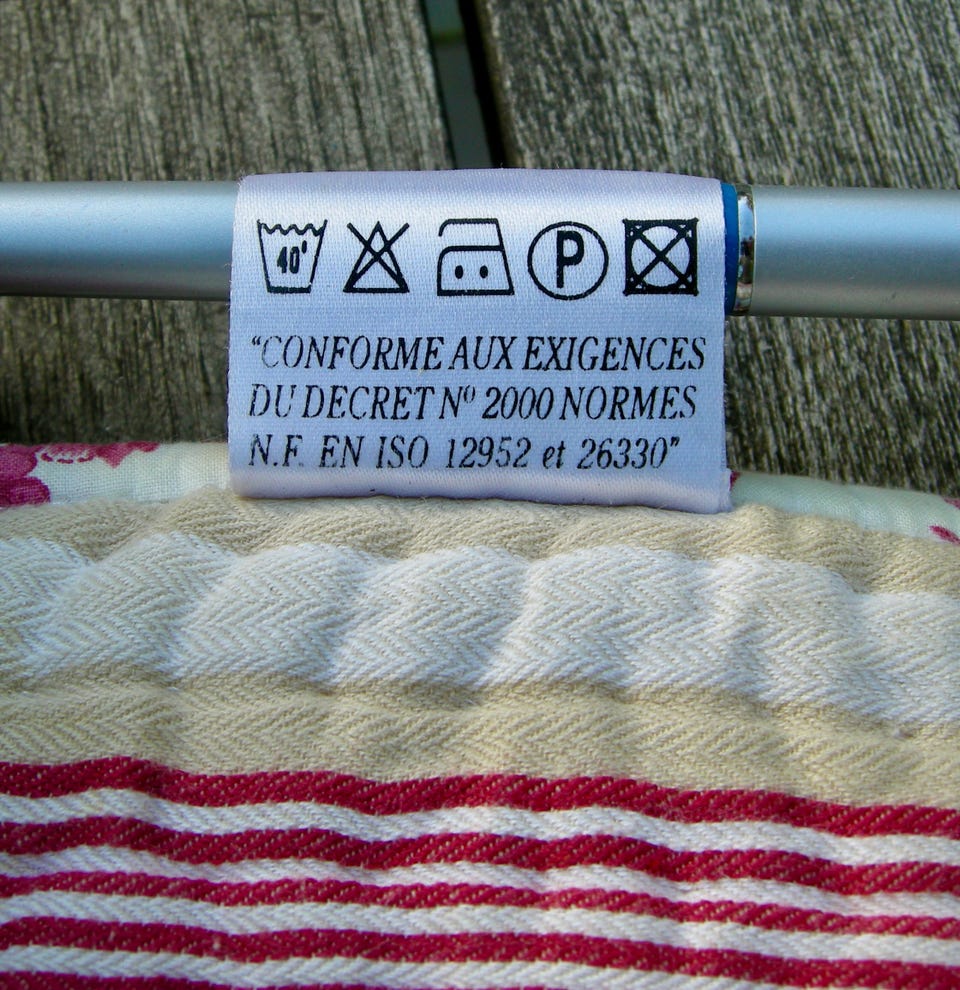 40° P
"CONFORME AUX EXIGENCES
DU DECRET Nº 2000 NORMES
N.F. EN ISO 12952 et 26330"